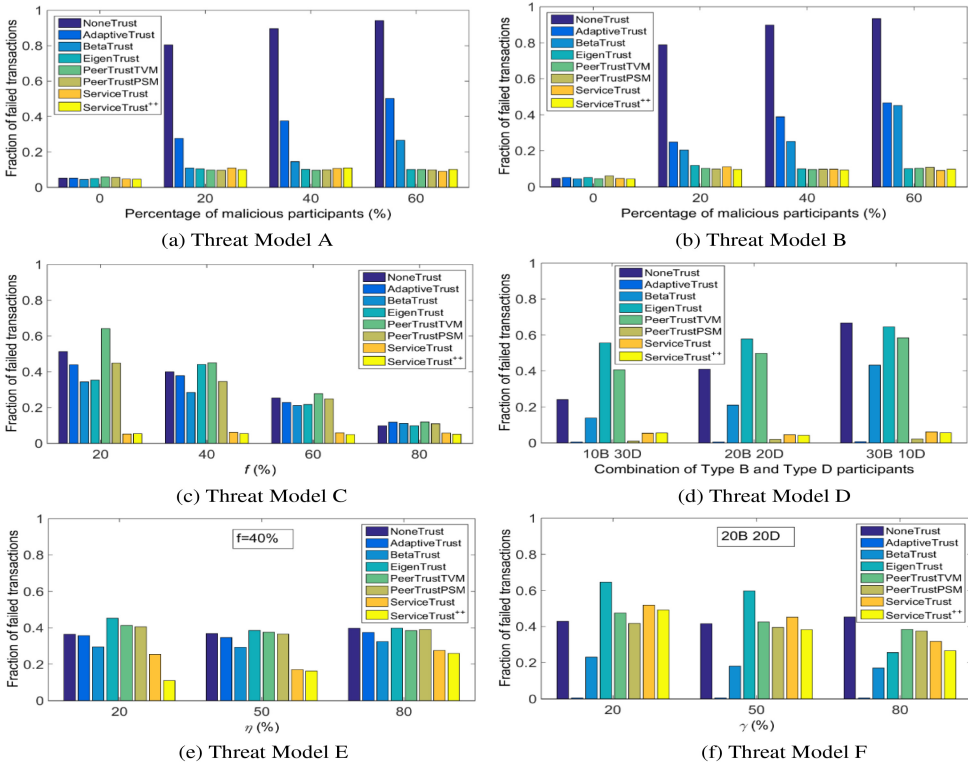 1
0.8
0.6
0.4
0.2
0
Fraction of failed transactions
NoneTrust
AdaptiveTrust
BetaTrust
EigenTrust
PeerTrustTVM
PeerTrustPSM
ServiceTrust
ServiceTrust++
0 20 40 60
Percentage of malicious participants (%)
(a) Threat Model A
1
0.8
0.6
0.4
0.2
0
Fraction of failed transactions
NoneTrust
AdaptiveTrust
BetaTrust
EigenTrust
PeerTrustTVM
PeerTrustPSM
ServiceTrust
ServiceTrust++
0 20 40 60
Percentage of malicious participants (%)
(b) Threat Model B
1
0.8
0.6
0.4
0.2
0
Fraction of failed transactions
NoneTrust
AdaptiveTrust
BetaTrust
EigenTrust
PeerTrustTVM
PeerTrustPSM
ServiceTrust
ServiceTrust++
20 40 60 80
f (%)
(c) Threat Model C
1
0.8
0.6
0.4
0.2
0
Fraction of failed transactions
NoneTrust
AdaptiveTrust
BetaTrust
EigenTrust
PeerTrustTVM
PeerTrustPSM
ServiceTrust
ServiceTrust++
10B 30D 20B 20D 30B 10D
Combination of Type B and Type D participants
(d) Threat Model D
1
0.8
0.6
0.4
0.2
0
Fraction of failed transactions
f=40%
NoneTrust
AdaptiveTrust
BetaTrust
EigenTrust
PeerTrustTVM
PeerTrustPSM
ServiceTrust
ServiceTrust++
20 50 80
η (%)
(e) Threat Model E
1
0.8
0.6
0.4
0.2
0
Fraction of failed transactions
20B 20D
NoneTrust
AdaptiveTrust
BetaTrust
EigenTrust
PeerTrustTVM
PeerTrustPSM
ServiceTrust
ServiceTrust++
20 50 80
γ (%)
(f) Threat Model F